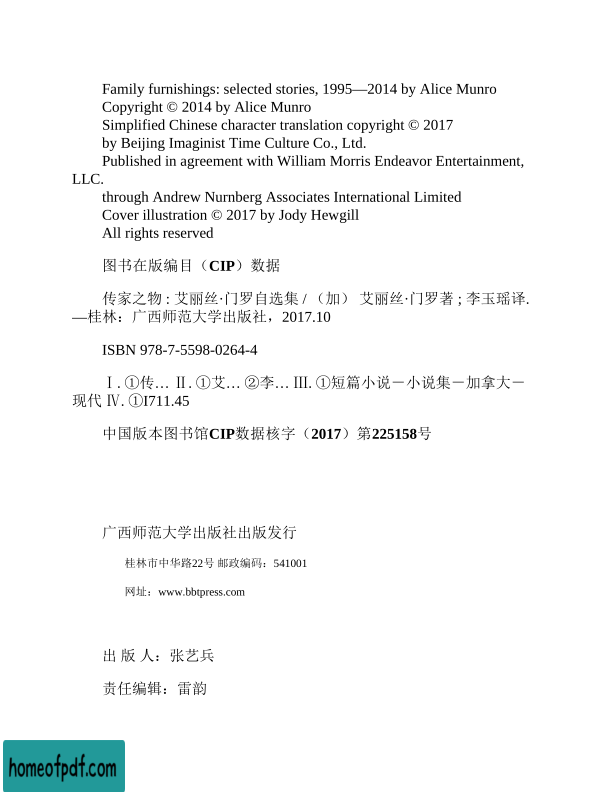 Family furnishings: selected stories, 1995—2014 by Alice Munro
Copyright © 2014 by Alice Munro
Simplified Chinese character translation copyright © 2017
by Beijing Imaginist Time Culture Co., Ltd.
Published in agreement with William Morris Endeavor Entertainment,
LLC.
through Andrew Nurnberg Associates International Limited
Cover illustration © 2017 by Jody Hewgill
All rights reserved
图书在版编目（CIP）数据
传家之物 : 艾丽丝·门罗自选集 / （加） 艾丽丝·门罗著 ; 李玉瑶译.
—桂林：广西师范大学出版社，2017.10
ISBN 978-7-5598-0264-4
Ⅰ. ①传… Ⅱ. ①艾… ②李… Ⅲ. ①短篇小说－小说集－加拿大－
现代 Ⅳ. ①I711.45
中国版本图书馆CIP数据核字（2017）第225158号
广西师范大学出版社出版发行
桂林市中华路22号 邮政编码：541001
网址：www.bbtpress.com
出 版 人：张艺兵
责任编辑：雷韵
homeofpdf.com